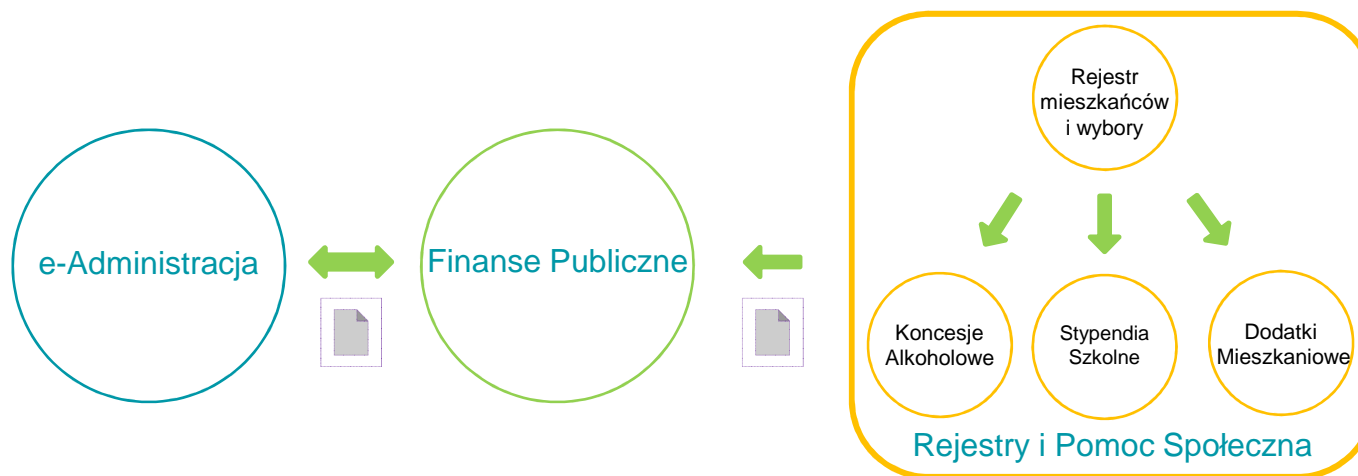 Rejestr
mieszkańców
i wybory
e-Administracja
Finanse Publiczne
Koncesje
Alkoholowe
Stypendia
Szkolne
Dodatki
Mieszkaniowe
Rejestry i Pomoc Społeczna